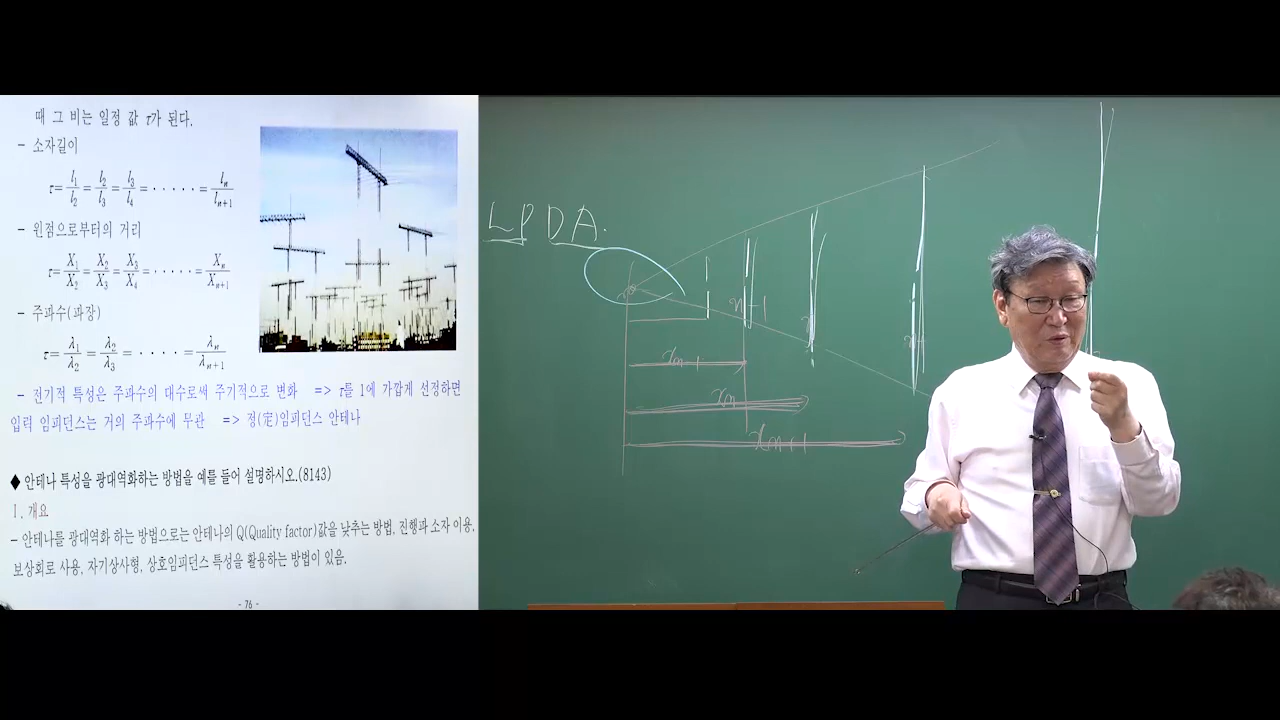 때 그 비는 일정 값 τ가 된다.
- 소자길이
τ = l₁/l₂ = l₂/l₃ = l₃/l₄ = ····· = lₙ/lₙ₊₁
- 원점으로부터의 거리
τ = X₁/X₂ = X₂/X₃ = X₃/X₄ = ····· = Xₙ/Xₙ₊₁
- 주파수(파장)
τ = λ₁/λ₂ = λ₂/λ₃ = ····· = λₙ/λₙ₊₁
- 전기적 특성은 주파수의 대수로써 주기적으로 변화 => τ를 1에 가깝게 선정하면
입력 임피던스는 거의 주파수에 무관 => 정(定)임피던스 안테나
◆ 안테나 특성을 광대역화하는 방법을 예를 들어 설명하시오.(8143)
1. 개요
- 안테나를 광대역화 하는 방법으로는 안테나의 Q(Quality factor)값을 낮추는 방법, 진행파 소자 이용,
보상회로 사용, 자기상사형, 상호임피던스 특성을 활용하는 방법이 있음.
- 76 -
LPDA.
n-1
xn-1
xn
xn+1